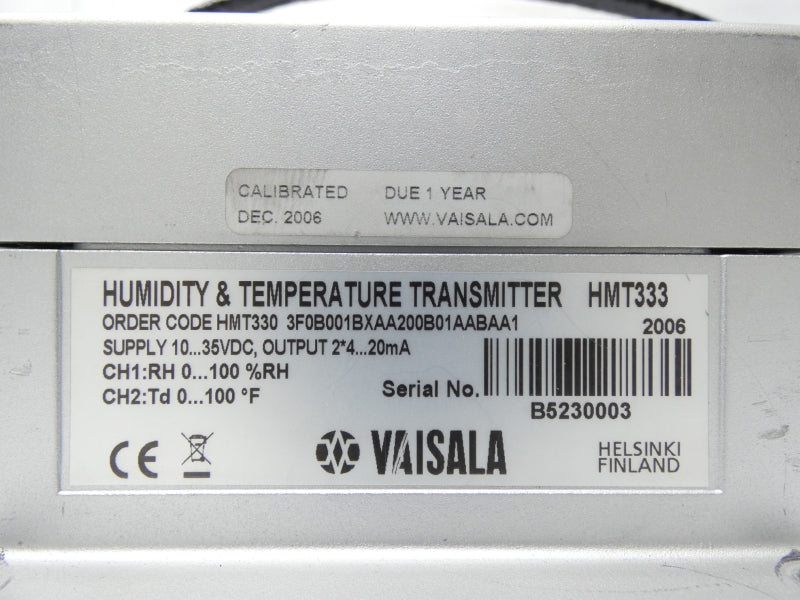 CALIBRATED DUE 1 YEAR
DEC. 2006 WWW.VAISALA.COM
HUMIDITY & TEMPERATURE TRANSMITTER HMT333
ORDER CODE HMT330 3F0B001BXAA200B01AABAA1
2006
SUPPLY 10...35VDC, OUTPUT 2*4...20mA
CH1:RH 0...100 %RH
CH2:Td 0...100 °F
Serial No.
B5230003
CE
VAISALA
HELSINKI
FINLAND